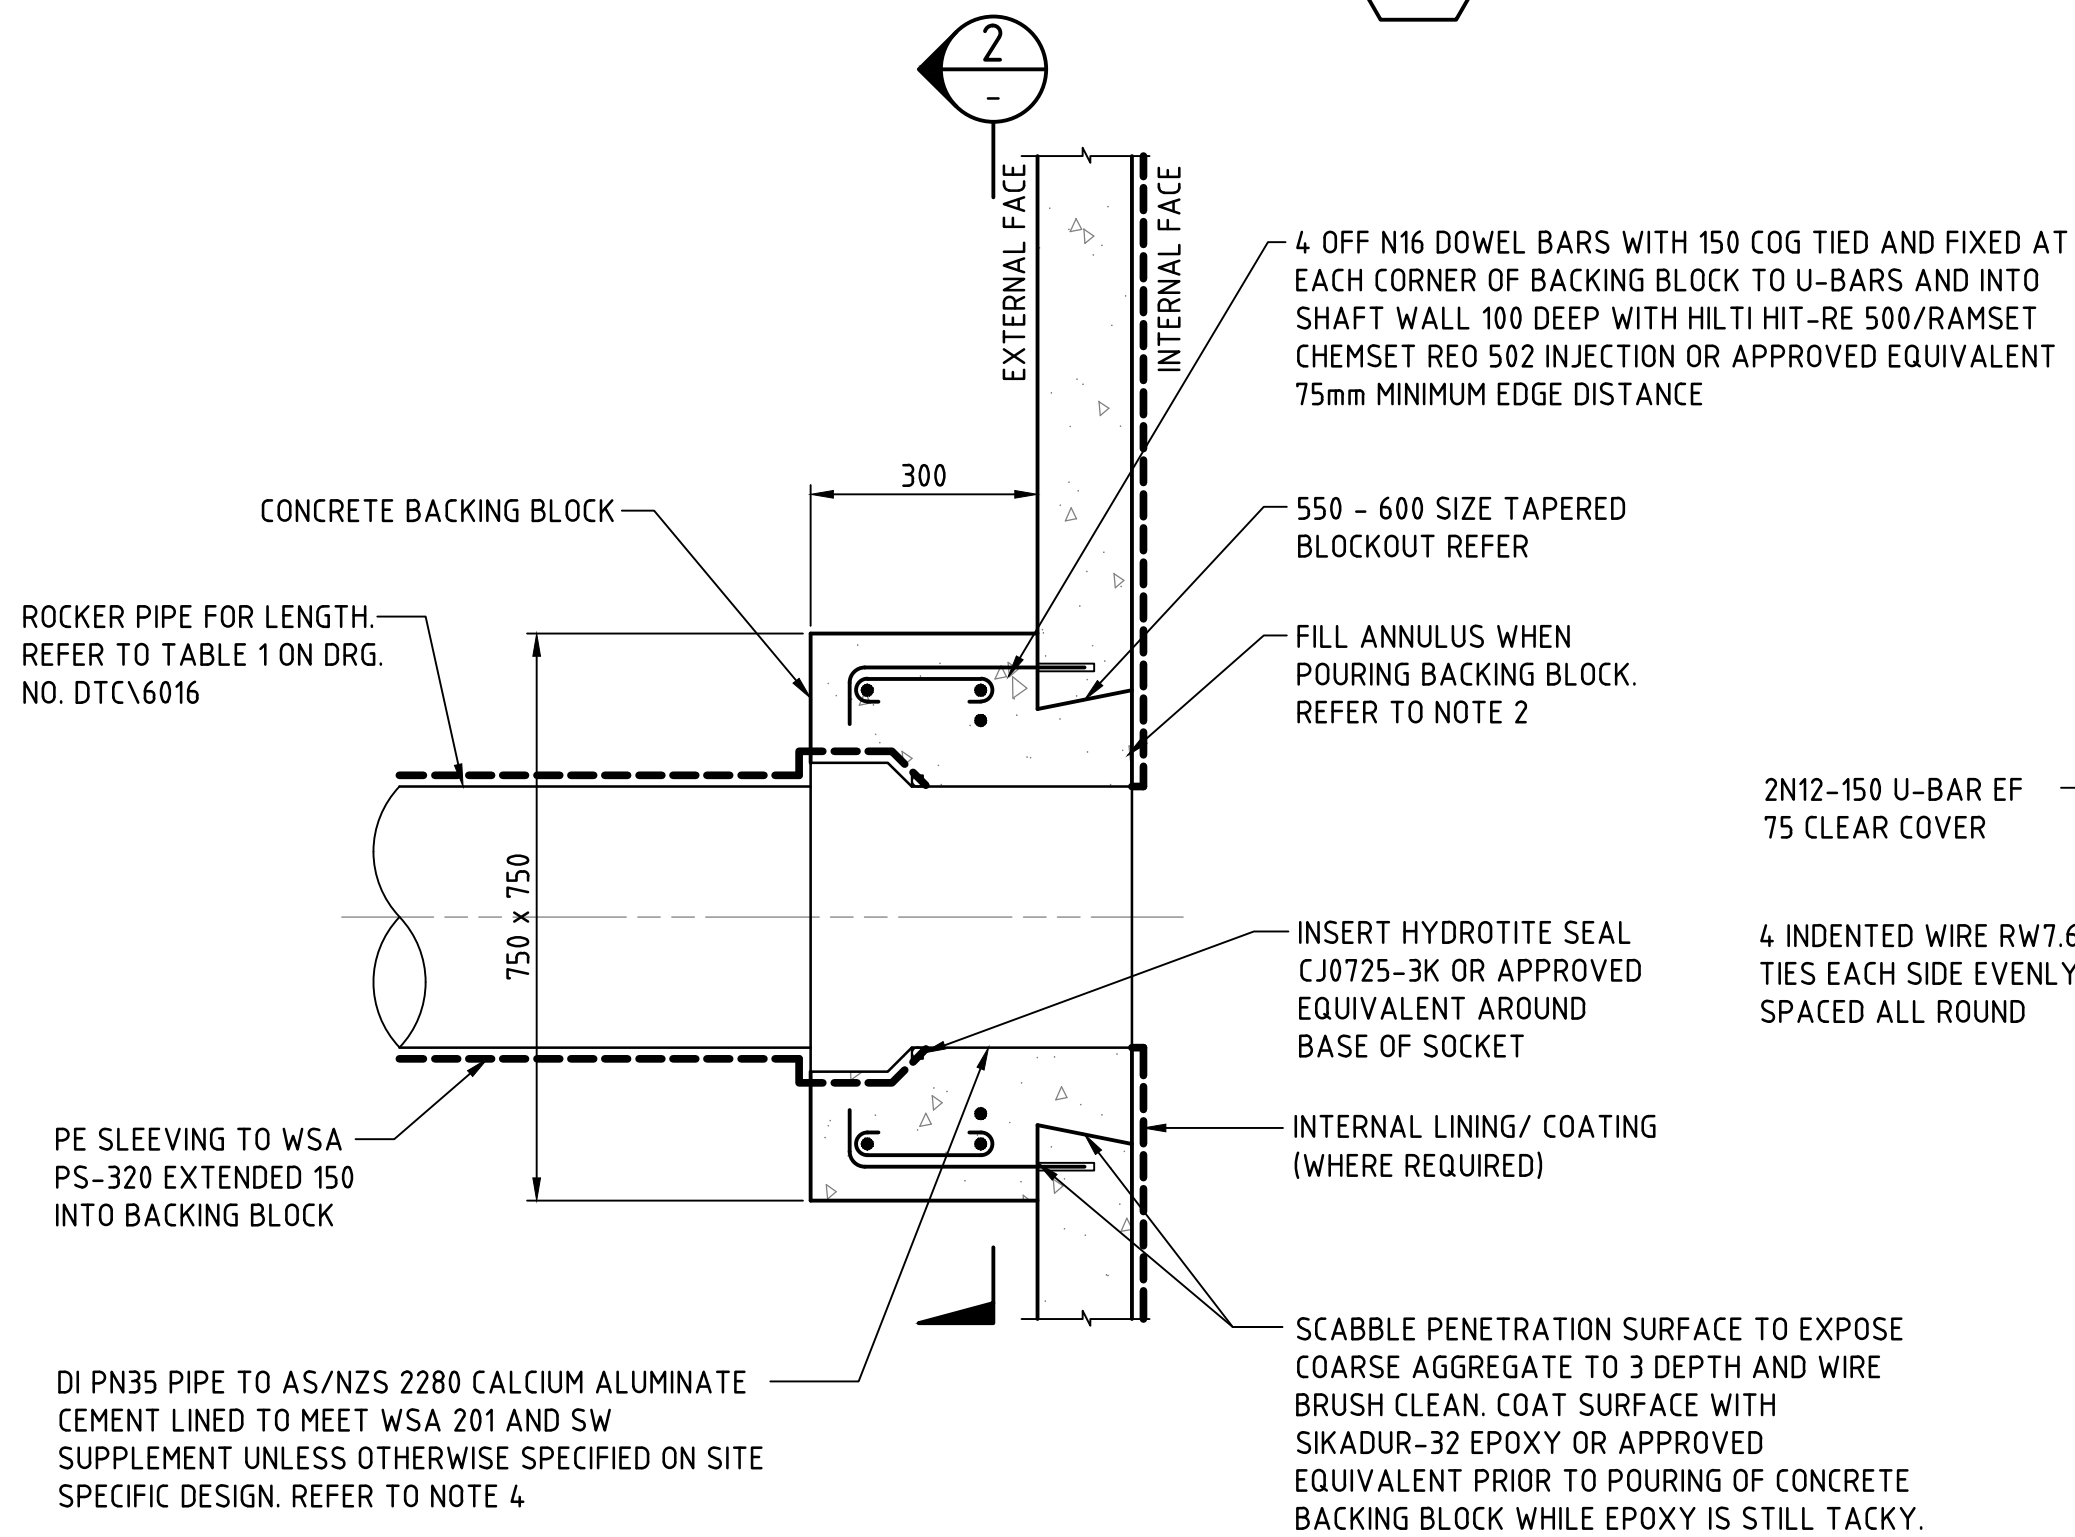 2
-
EXTERNAL FACE
INTERNAL FACE
4 OFF N16 DOWEL BARS WITH 150 COG TIED AND FIXED AT
EACH CORNER OF BACKING BLOCK TO U-BARS AND INTO
SHAFT WALL 100 DEEP WITH HILTI HIT-RE 500/RAMSET
CHEMSET REO 502 INJECTION OR APPROVED EQUIVALENT
75mm MINIMUM EDGE DISTANCE
300
CONCRETE BACKING BLOCK
550 - 600 SIZE TAPERED
BLOCKOUT REFER
ROCKER PIPE FOR LENGTH.
REFER TO TABLE 1 ON DRG.
NO. DTC\6016
FILL ANNULUS WHEN
POURING BACKING BLOCK.
REFER TO NOTE 2
2N12-150 U-BAR EF
75 CLEAR COVER
750 x 750
INSERT HYDROTITE SEAL
CJ0725-3K OR APPROVED
EQUIVALENT AROUND
BASE OF SOCKET
4 INDENTED WIRE RW7.6
TIES EACH SIDE EVENLY
SPACED ALL ROUND
PE SLEEVING TO WSA
PS-320 EXTENDED 150
INTO BACKING BLOCK
INTERNAL LINING/ COATING
(WHERE REQUIRED)
DI PN35 PIPE TO AS/NZS 2280 CALCIUM ALUMINATE
CEMENT LINED TO MEET WSA 201 AND SW
SUPPLEMENT UNLESS OTHERWISE SPECIFIED ON SITE
SPECIFIC DESIGN. REFER TO NOTE 4
SCABBLE PENETRATION SURFACE TO EXPOSE
COARSE AGGREGATE TO 3 DEPTH AND WIRE
BRUSH CLEAN. COAT SURFACE WITH
SIKADUR-32 EPOXY OR APPROVED
EQUIVALENT PRIOR TO POURING OF CONCRETE
BACKING BLOCK WHILE EPOXY IS STILL TACKY.